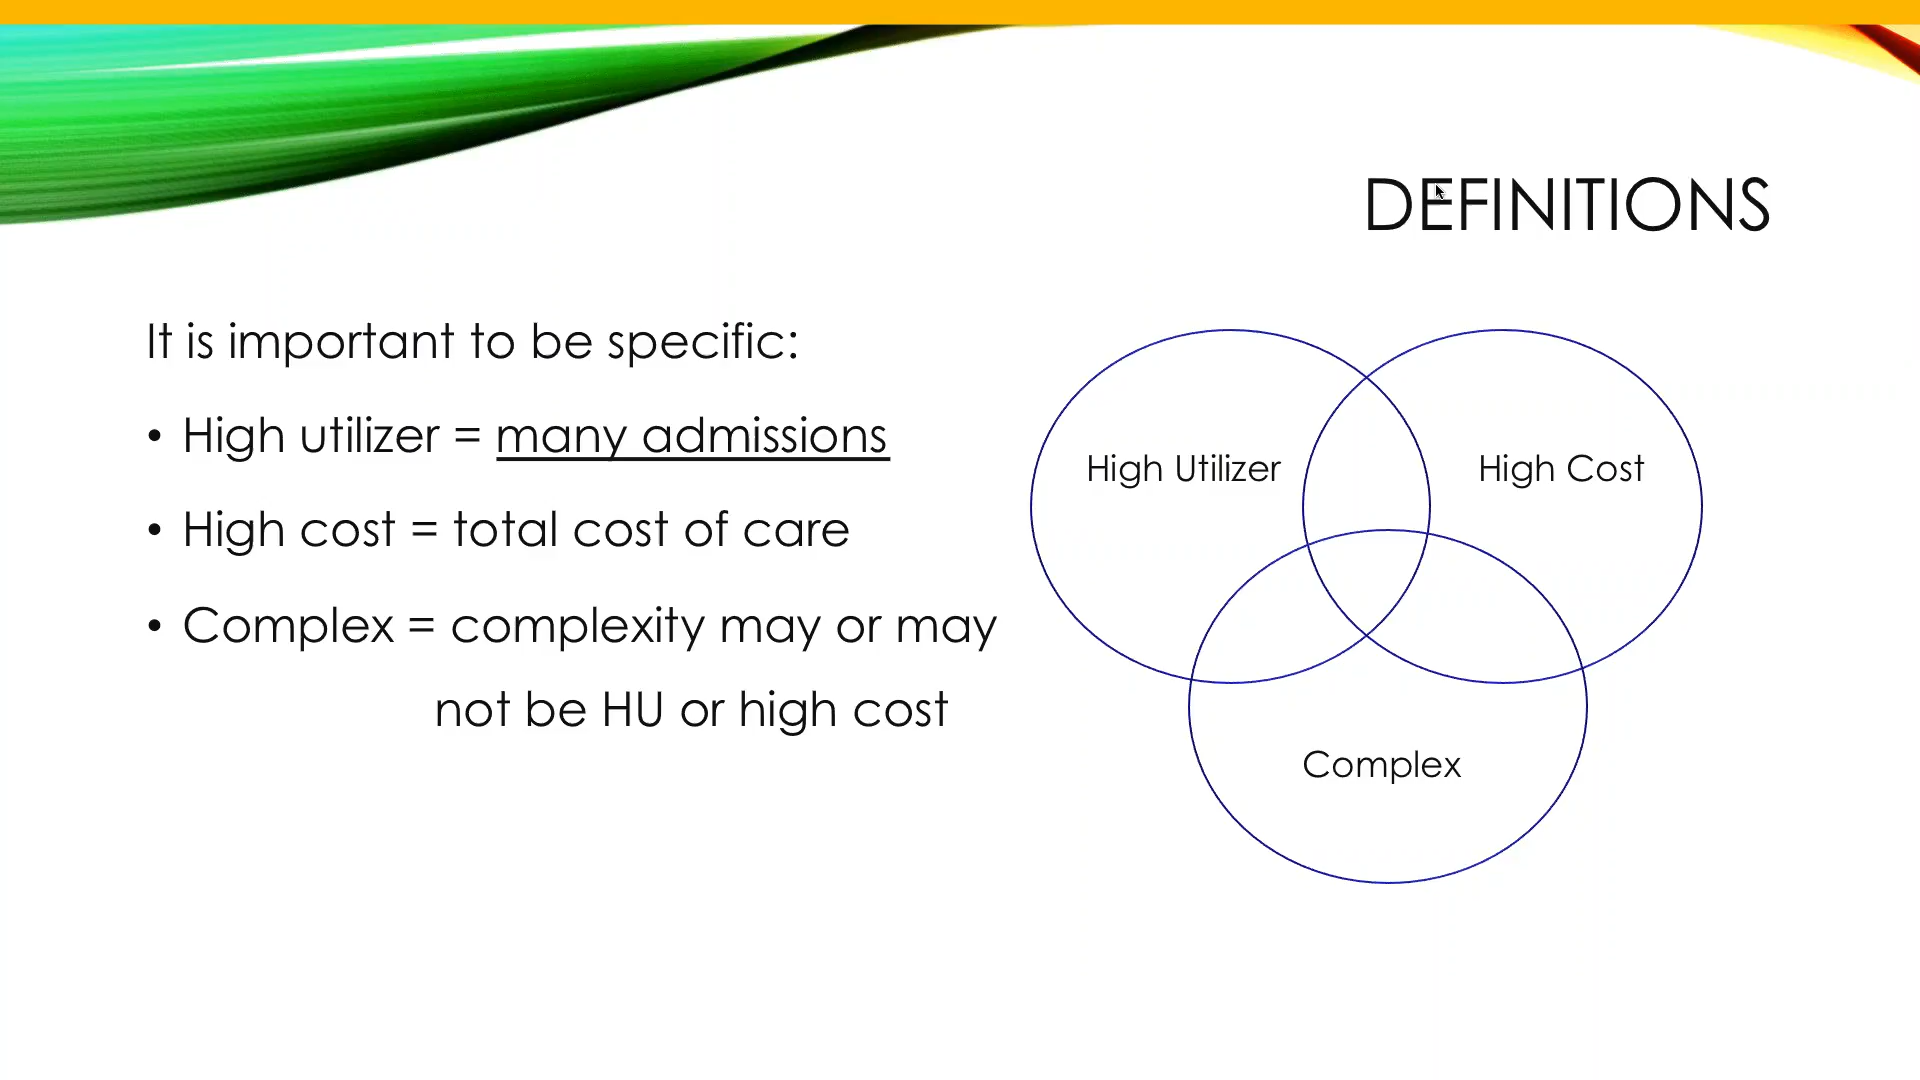 DEFINITIONS
It is important to be specific:
• High utilizer = many admissions
• High cost = total cost of care
• Complex = complexity may or may
not be HU or high cost
High Utilizer
High Cost
Complex